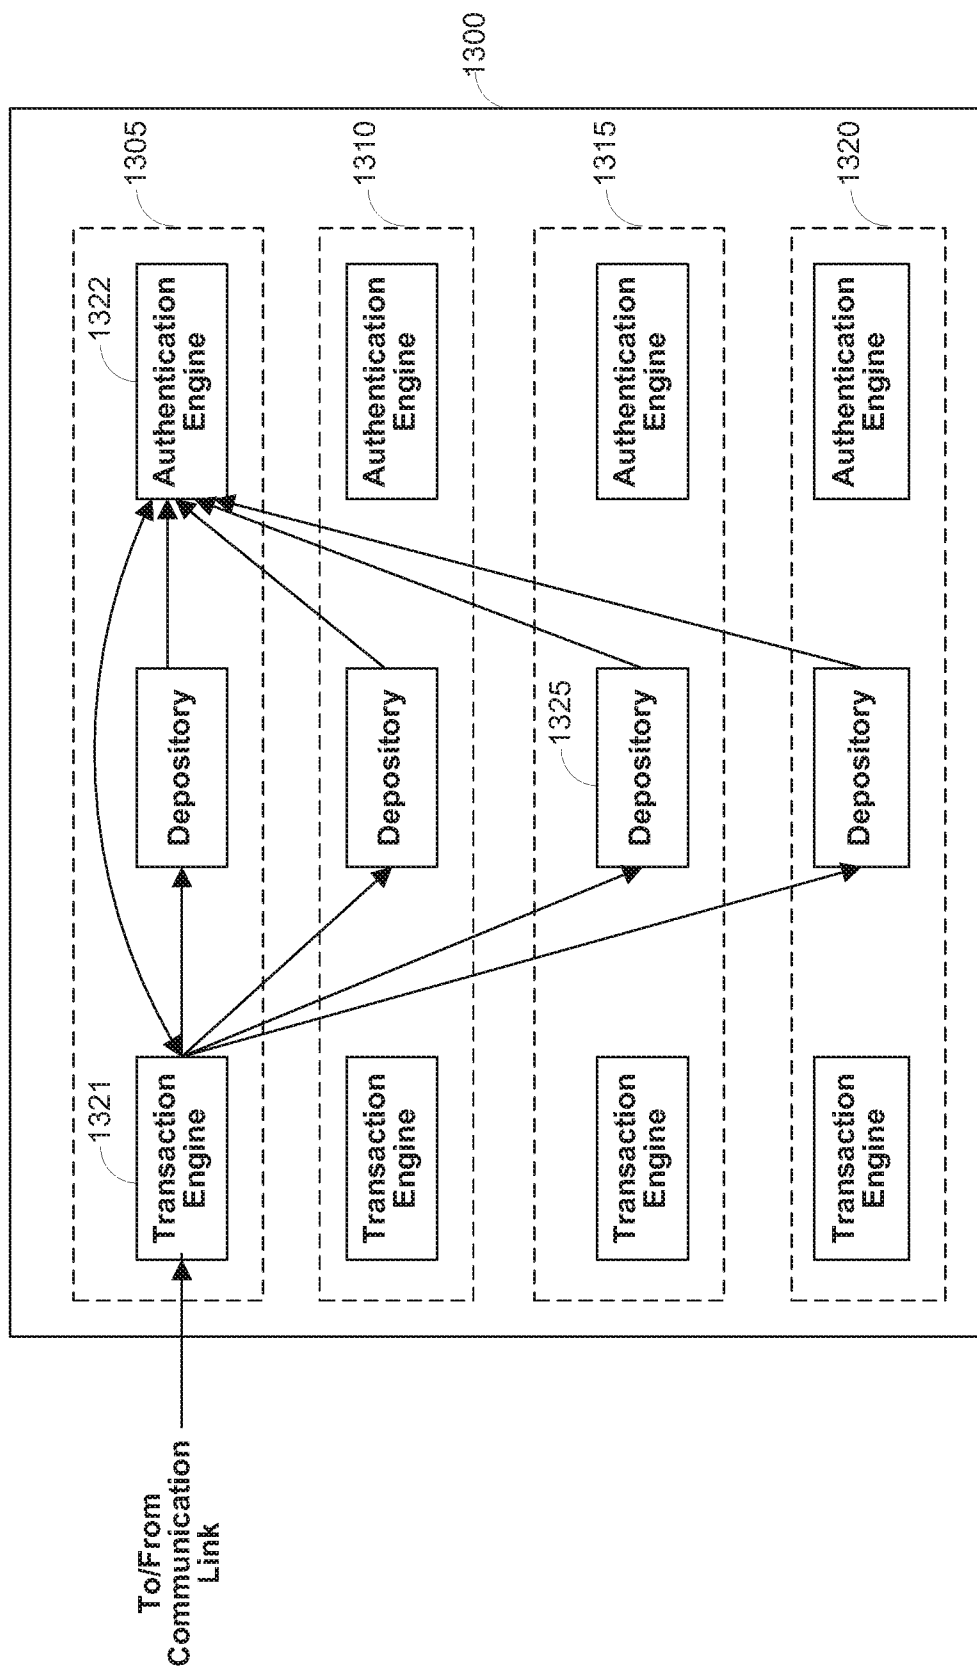 To/From
Communication
Link
1300
1305
1321
Transaction
Engine
Depository
1322
Authentication
Engine
1310
Transaction
Engine
Depository
Authentication
Engine
1315
Transaction
Engine
1325
Depository
Authentication
Engine
1320
Transaction
Engine
Depository
Authentication
Engine